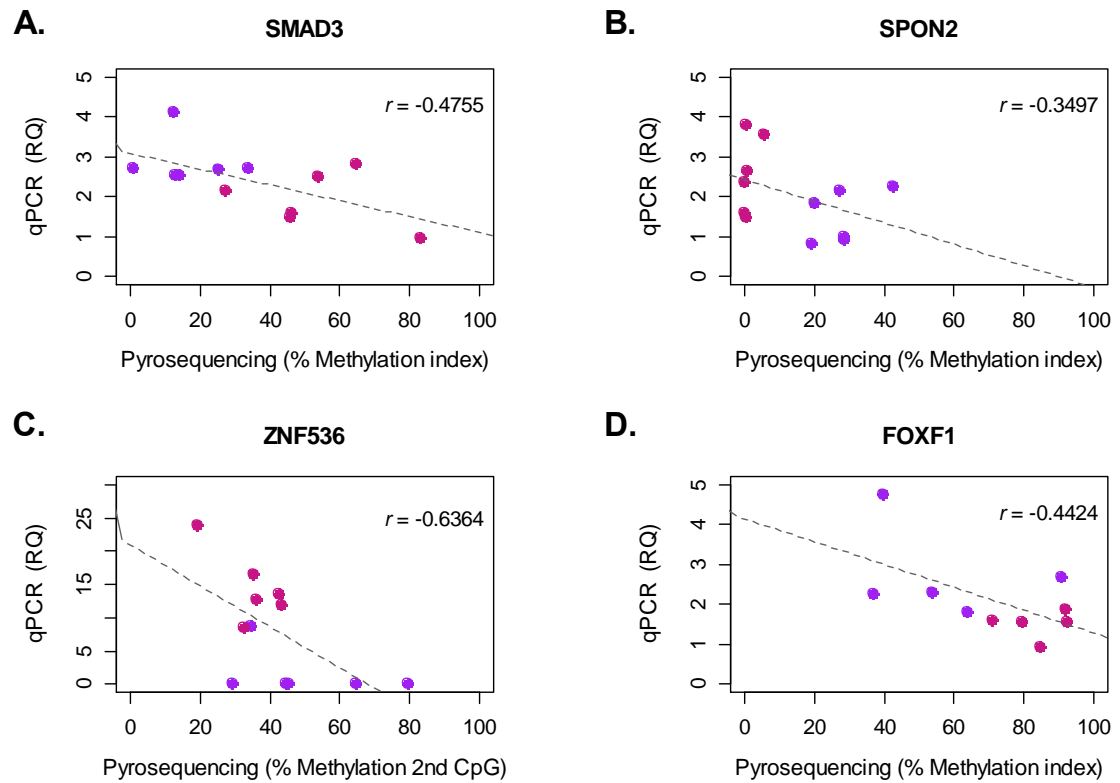 A.
SMAD3
r = -0.4755
qPCR (RQ)
5
4
3
2
1
0
0 20 40 60 80 100
Pyrosequencing (% Methylation index)
B.
SPON2
r = -0.3497
qPCR (RQ)
5
4
3
2
1
0
0 20 40 60 80 100
Pyrosequencing (% Methylation index)
C.
ZNF536
r = -0.6364
qPCR (RQ)
25
15
5
0
0 20 40 60 80 100
Pyrosequencing (% Methylation 2nd CpG)
D.
FOXF1
r = -0.4424
qPCR (RQ)
5
4
3
2
1
0
0 20 40 60 80 100
Pyrosequencing (% Methylation index)